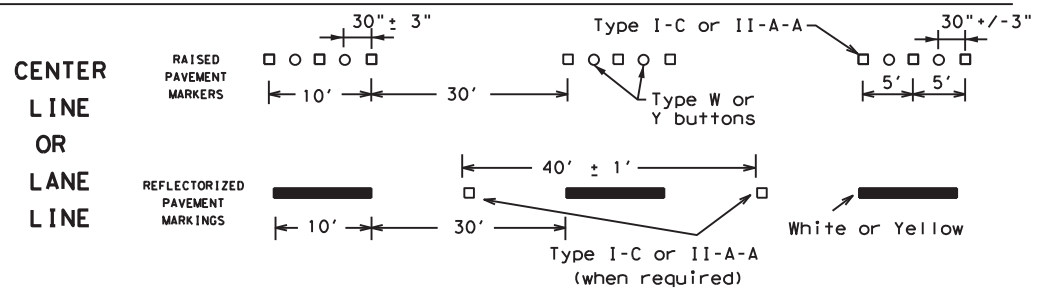 CENTER
LINE
OR
LANE
LINE
RAISED
PAVEMENT
MARKERS
30"± 3"
10'
30'
Type I-C or II-A-A
Type W or
Y buttons
30"+/-3"
5'
5'
REFLECTORIZED
PAVEMENT
MARKINGS
40' ± 1'
10'
30'
Type I-C or II-A-A
(when required)
White or Yellow